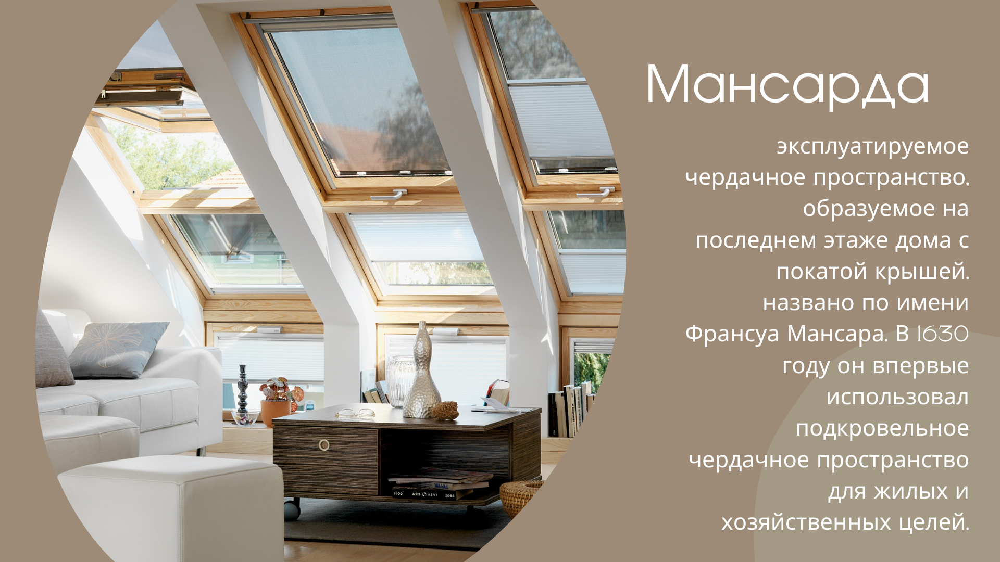 Мансарда
эксплуатируемое
чердачное пространство,
образуемое на
последнем этаже дома с
покатой крышей.
названо по имени
Франсуа Мансара. В 1630
году он впервые
использовал
подкровельное
чердачное пространство
для жилых и
хозяйственных целей.
1992 ARS AEVI 2006